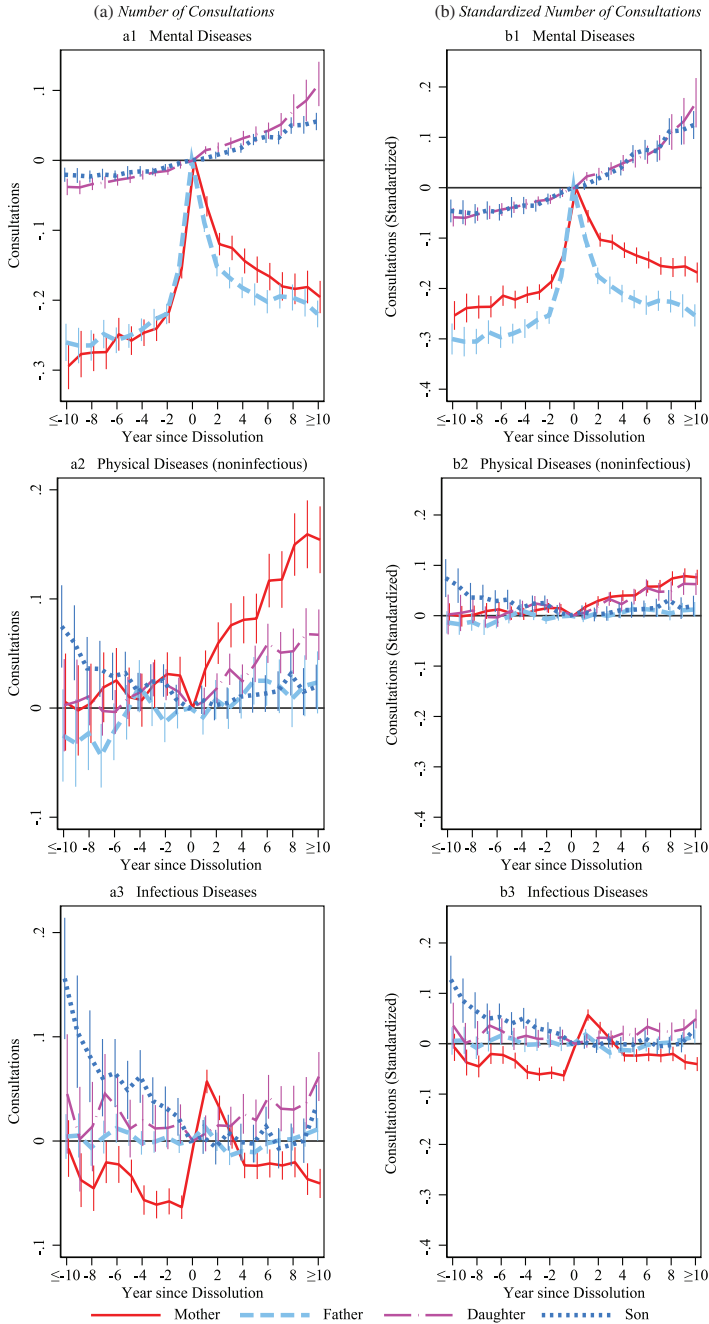 (a) Number of Consultations
(b) Standardized Number of Consultations
a1 Mental Diseases
Consultations
.1
0
-.1
-.2
-.3
≤-10 -8 -6 -4 -2 0 2 4 6 8 ≥10
Year since Dissolution
b1 Mental Diseases
Consultations (Standardized)
.2
.1
0
-.1
-.2
-.3
-.4
≤-10 -8 -6 -4 -2 0 2 4 6 8 ≥10
Year since Dissolution
a2 Physical Diseases (noninfectious)
Consultations
.2
.1
0
-.1
≤-10 -8 -6 -4 -2 0 2 4 6 8 ≥10
Year since Dissolution
b2 Physical Diseases (noninfectious)
Consultations (Standardized)
.2
.1
0
-.1
-.2
-.3
-.4
≤-10 -8 -6 -4 -2 0 2 4 6 8 ≥10
Year since Dissolution
a3 Infectious Diseases
Consultations
.2
.1
0
-.1
≤-10 -8 -6 -4 -2 0 2 4 6 8 ≥10
Year since Dissolution
b3 Infectious Diseases
Consultations (Standardized)
.2
.1
0
-.1
-.2
-.3
-.4
≤-10 -8 -6 -4 -2 0 2 4 6 8 ≥10
Year since Dissolution
Mother Father Daughter Son